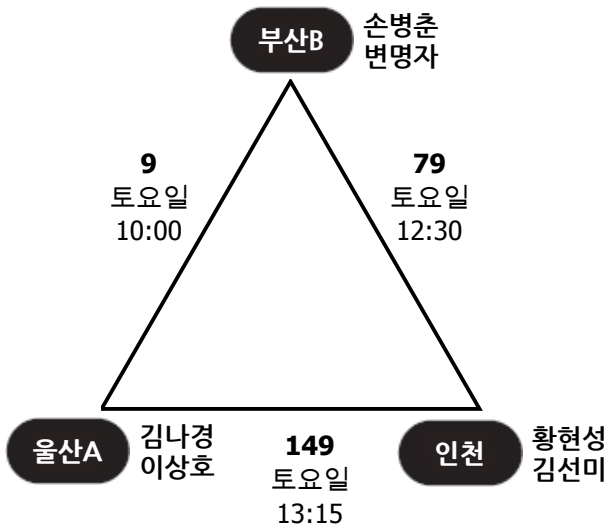 부산B
손병춘
변명자
9
토요일
10:00
79
토요일
12:30
울산A
김나경
이상호
149
토요일
13:15
인천
황현성
김선미